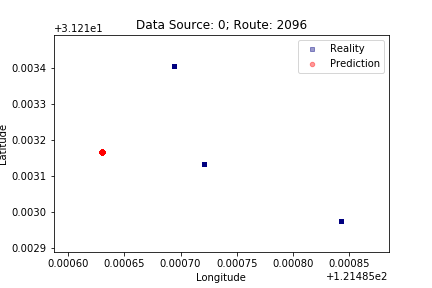 Data Source: 0; Route: 2096
+3.121e1
Reality
Prediction
0.0034
0.0033
0.0032
0.0031
0.0030
0.0029
Latitude
0.00060 0.00065 0.00070 0.00075 0.00080 0.00085
Longitude
+1.21485e2